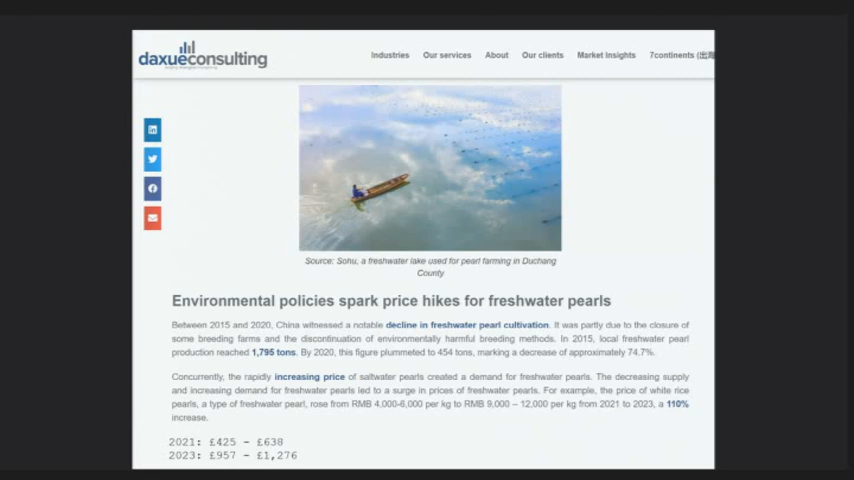 daxueconsulting
Industries Our services About Our clients Market Insights 7continents (出海
Source: Sohu, a freshwater lake used for pearl farming in Duchang
County
Environmental policies spark price hikes for freshwater pearls
Between 2015 and 2020, China witnessed a notable decline in freshwater pearl cultivation. It was partly due to the closure of
some breeding farms and the discontinuation of environmentally harmful breeding methods. In 2015, local freshwater pearl
production reached 1,795 tons. By 2020, this figure plummeted to 454 tons, marking a decrease of approximately 74.7%.
Concurrently, the rapidly increasing price of saltwater pearls created a demand for freshwater pearls. The decreasing supply
and increasing demand for freshwater pearls led to a surge in prices of freshwater pearls. For example, the price of white rice
pearls, a type of freshwater pearl, rose from RMB 4,000-6,000 per kg to RMB 9,000 – 12,000 per kg from 2021 to 2023, a 110%
increase.
2021: £425 - £638
2023: £957 - £1,276